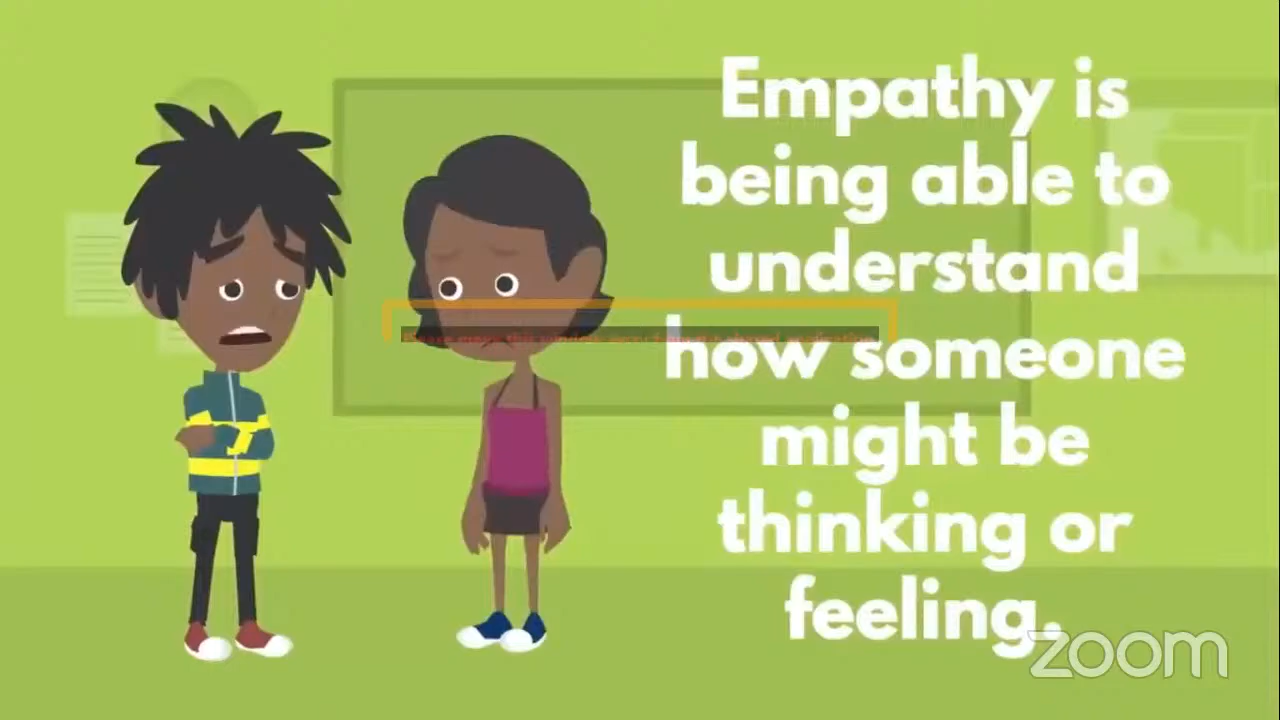 Empathy is
being able to
understand
how someone
might be
thinking or
feeling.
zoom